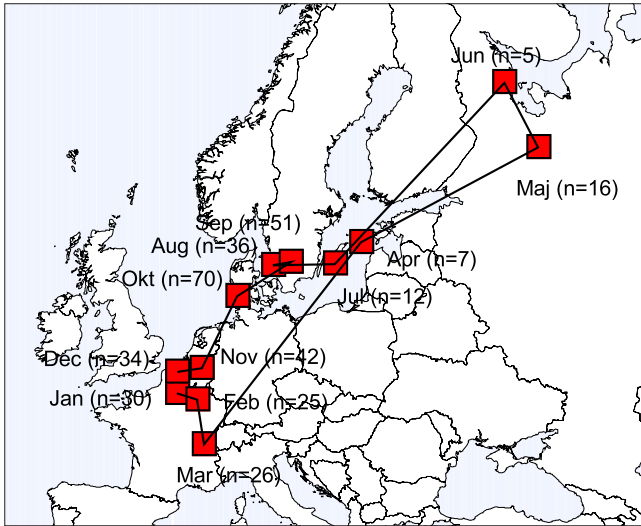 Jun (n=5)
Maj (n=16)
Sep (n=51)
Aug (n=36)
Apr (n=7)
Okt (n=70)
Jul (n=12)
Dec (n=34)
Nov (n=42)
Jan (n=30)
Feb (n=25)
Mar (n=26)